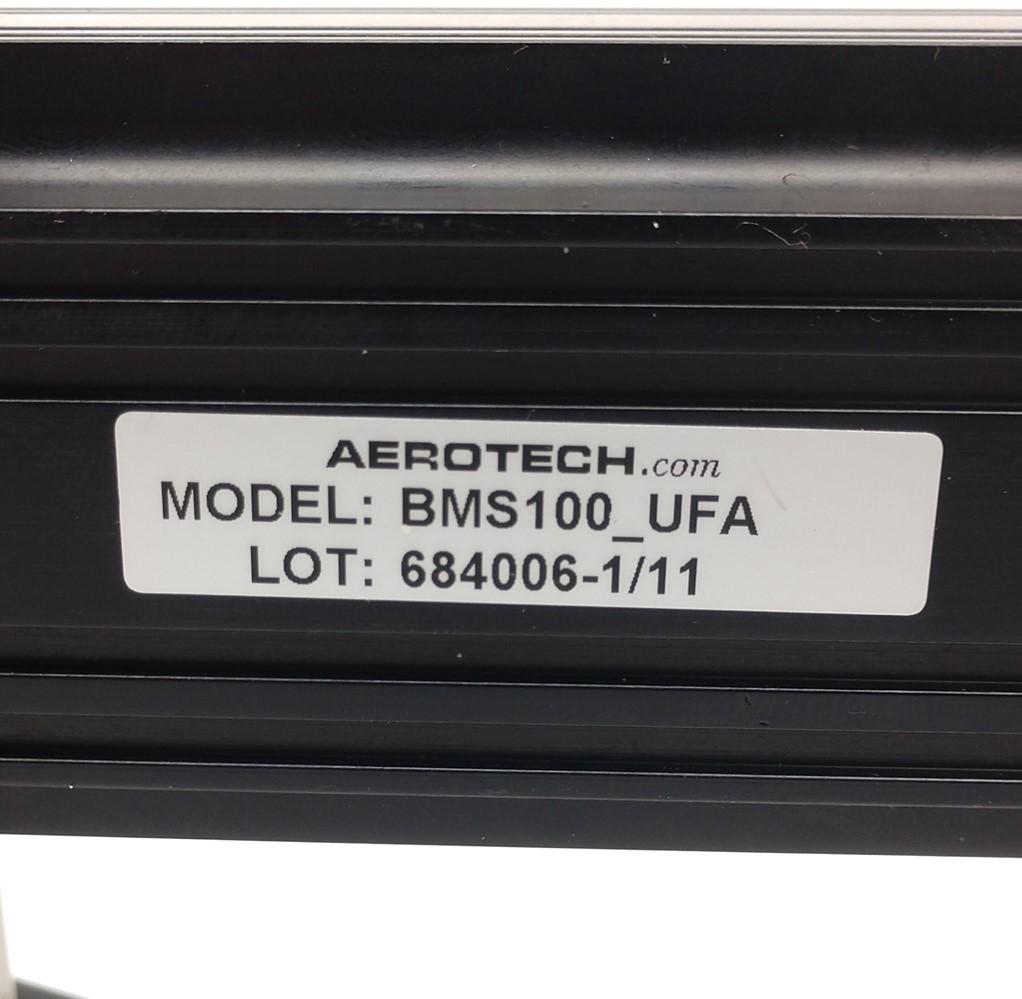 AEROTECH.com
MODEL: BMS100_UFA
LOT: 684006-1/11